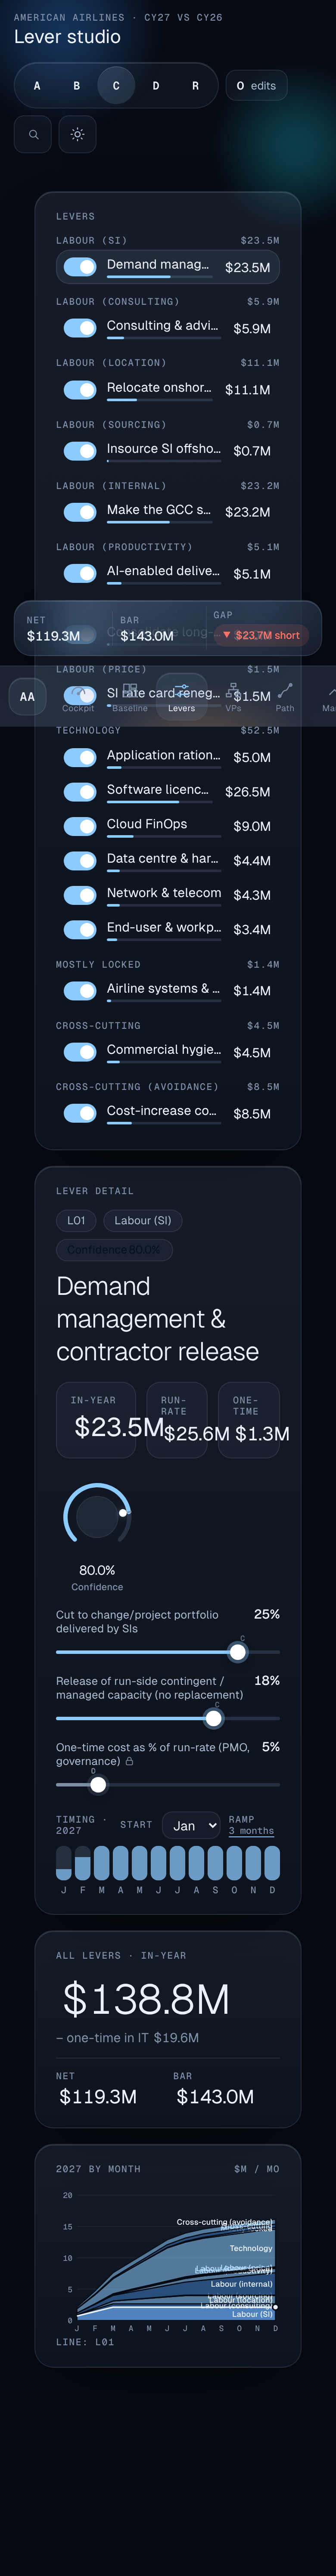 AMERICAN AIRLINES · CY27 VS CY26
Lever studio
A B C D R
0 edits
LEVERS
LABOUR (SI) $23.5M
Demand manag… $23.5M
LABOUR (CONSULTING) $5.9M
Consulting & advi… $5.9M
LABOUR (LOCATION) $11.1M
Relocate onshor… $11.1M
LABOUR (SOURCING) $0.7M
Insource SI offsho… $0.7M
LABOUR (INTERNAL) $23.2M
Make the GCC s… $23.2M
LABOUR (PRODUCTIVITY) $5.1M
AI-enabled delive… $5.1M
NET
$119.3M
BAR
$143.0M
GAP
▼ $23.7M short
LABOUR (PRICE) $1.5M
SI rate card reneg… $1.5M
AA
Cockpit
Baseline
Levers
VPs
Path
TECHNOLOGY $52.5M
Application ration… $5.0M
Software licenc… $26.5M
Cloud FinOps $9.0M
Data centre & har… $4.4M
Network & telecom $4.3M
End-user & workp… $3.4M
MOSTLY LOCKED $1.4M
Airline systems & … $1.4M
CROSS-CUTTING $4.5M
Commercial hygie… $4.5M
CROSS-CUTTING (AVOIDANCE) $8.5M
Cost-increase co… $8.5M
LEVER DETAIL
L01 Labour (SI)
Confidence 80.0%
Demand
management &
contractor release
IN-YEAR
$23.5M
RUN-
RATE
$25.6M
ONE-
TIME
$1.3M
80.0%
Confidence
Cut to change/project portfolio
delivered by SIs
25%
C
Release of run-side contingent /
managed capacity (no replacement)
18%
C
One-time cost as % of run-rate (PMO,
governance)
5%
D
TIMING ·
2027
START
Jan
RAMP
3 months
J F M A M J J A S O N D
ALL LEVERS · IN-YEAR
$138.8M
− one-time in IT $19.6M
NET
$119.3M
BAR
$143.0M
2027 BY MONTH $M / MO
20
15
10
5
0
Cross-cutting (avoidance)
Technology
Labour (internal)
Labour (location)
Labour (SI)
J F M A M J J A S O N D
LINE: L01